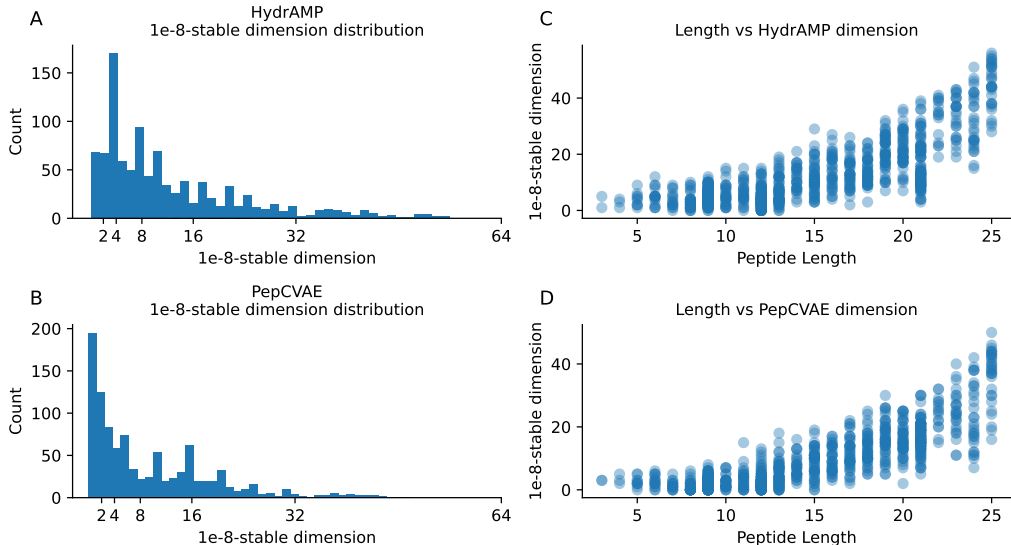 A
HydrAMP
1e-8-stable dimension distribution
Count
150
100
50
0
2 4 8 16 32 64
1e-8-stable dimension
B
PepCVAE
1e-8-stable dimension distribution
Count
200
150
100
50
0
2 4 8 16 32 64
1e-8-stable dimension
C
Length vs HydrAMP dimension
1e-8-stable dimension
40
20
0
5 10 15 20 25
Peptide Length
D
Length vs PepCVAE dimension
1e-8-stable dimension
40
20
0
5 10 15 20 25
Peptide Length